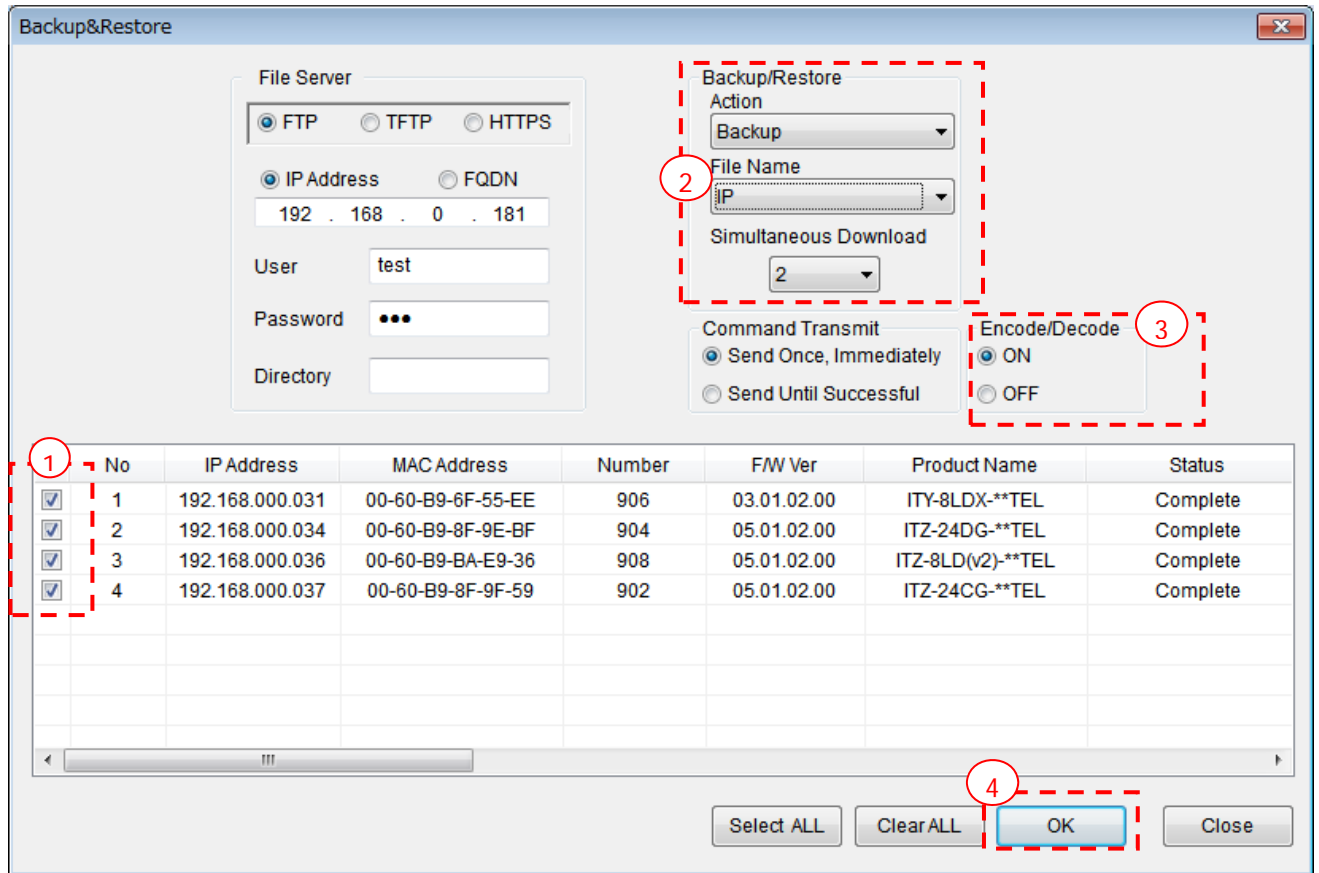 Backup&Restore
File Server
FTP TFTP HTTPS
IP Address FQDN
192 . 168 . 0 . 181
User test
Password •••
Directory
Backup/Restore
Action
Backup
2
File Name
IP
Simultaneous Download
2
Command Transmit
Send Once, Immediately
Send Until Successful
Encode/Decode
3
ON
OFF
1
No IP Address MAC Address Number F/W Ver Product Name Status
1 192.168.000.031 00-60-B9-6F-55-EE 906 03.01.02.00 ITY-8LDX-**TEL Complete
2 192.168.000.034 00-60-B9-8F-9E-BF 904 05.01.02.00 ITZ-24DG-**TEL Complete
3 192.168.000.036 00-60-B9-BA-E9-36 908 05.01.02.00 ITZ-8LD(v2)-**TEL Complete
4 192.168.000.037 00-60-B9-8F-9F-59 902 05.01.02.00 ITZ-24CG-**TEL Complete
4
Select ALL Clear ALL OK Close